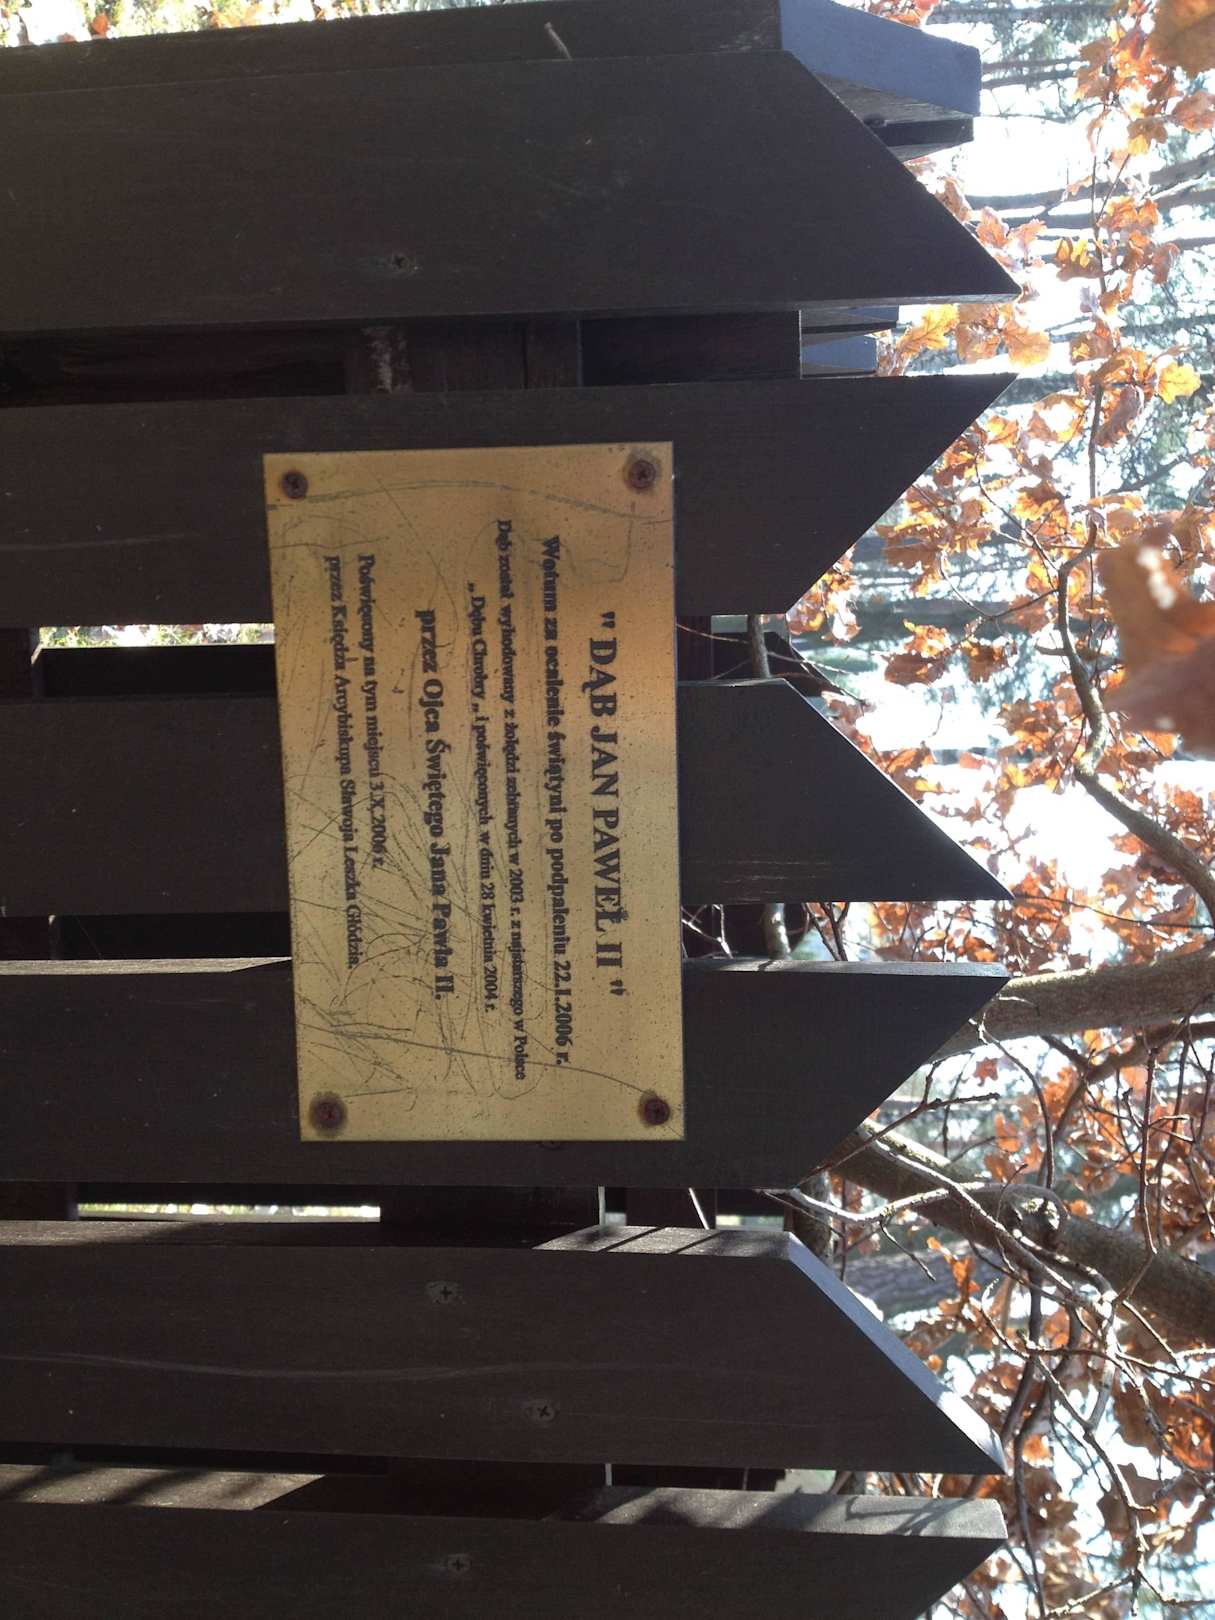 " DĄB JAN PAWEŁ II "
Wotum za ocalenie świątyni po podpaleniu 22.I.2006 r.
Dąb został wyhodowany z żołędzi zebranych w 2003 r. z najstarszego w Polsce
„ Dębu Chrobry „ i poświęconych w dniu 28 kwietnia 2004 r.
przez Ojca Świętego Jana Pawła II.
Poświęcony na tym miejscu 3.X.2006 r.
przez Księdza Arcybiskupa Sławoja Leszka Głódzia.